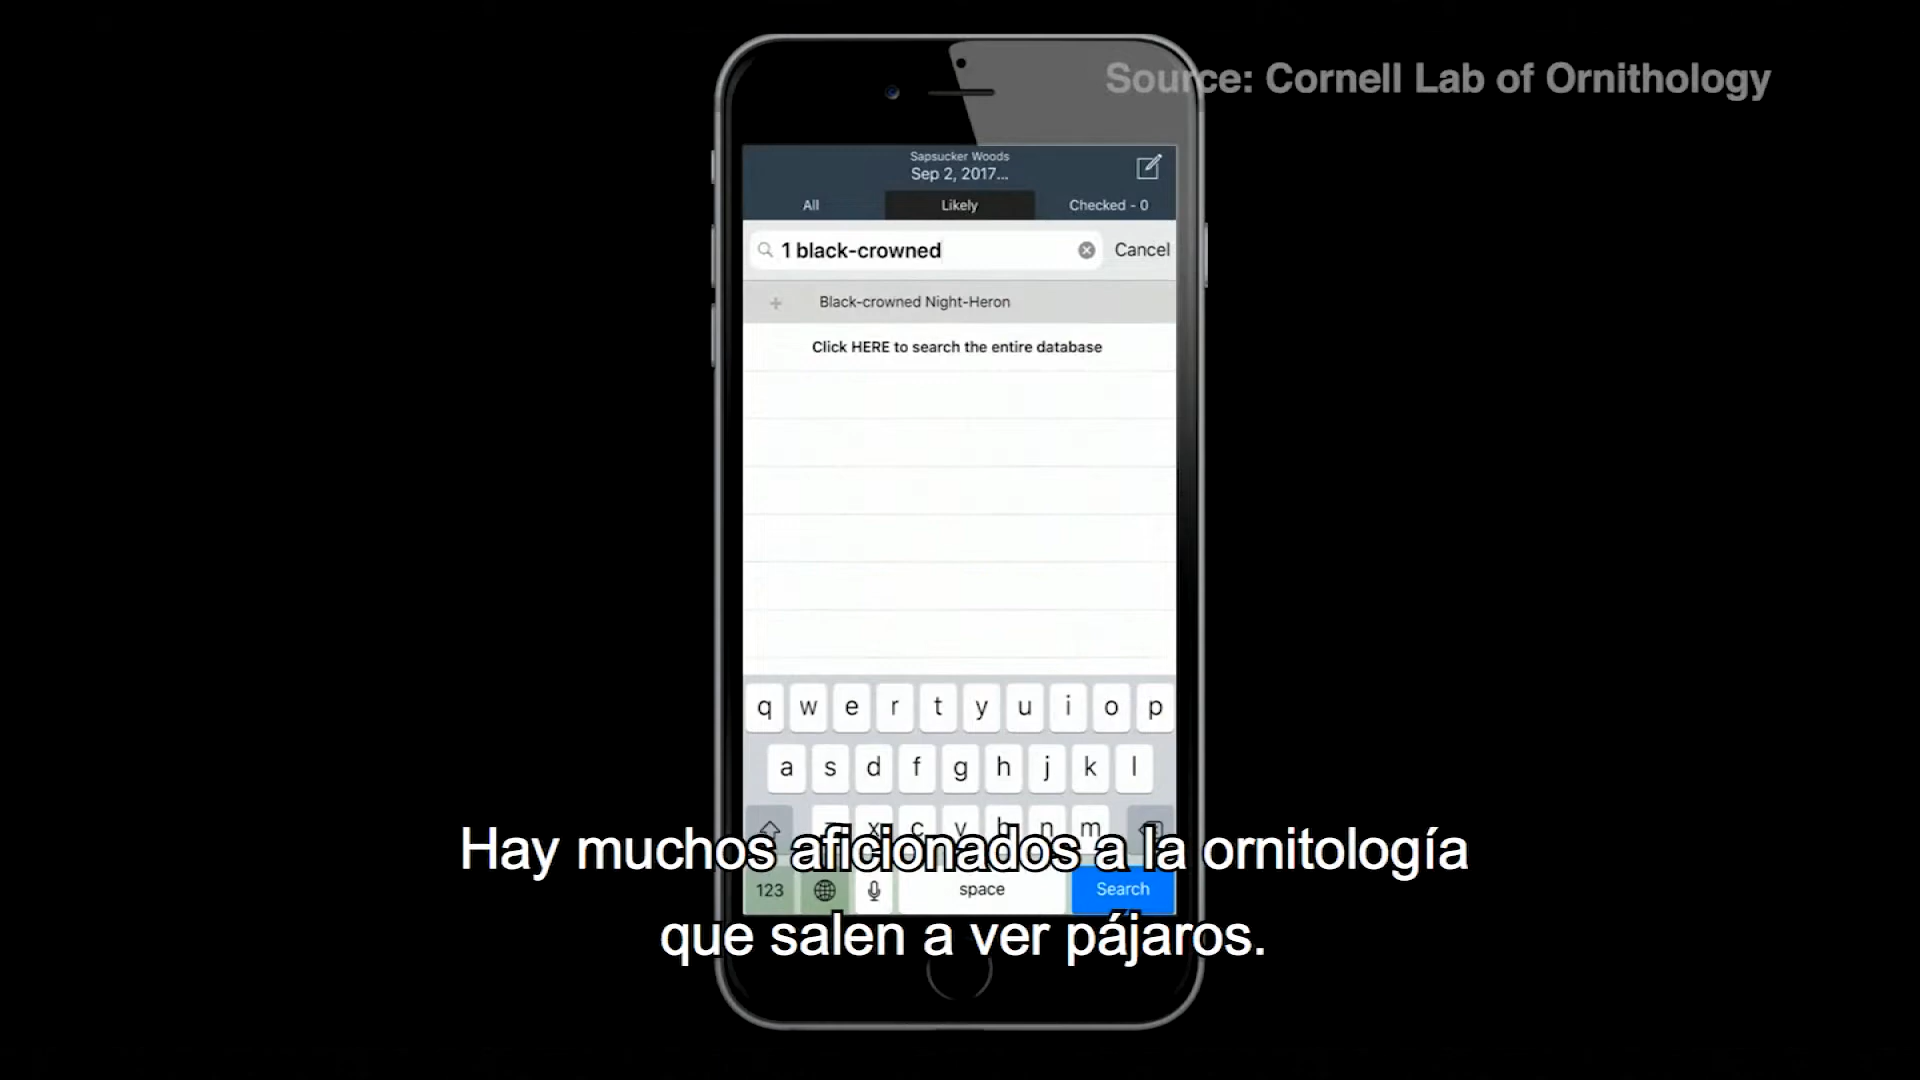 Source: Cornell Lab of Ornithology
Sapsucker Woods
Sep 2, 2017...
All Likely Checked - 0
1 black-crowned Cancel
+ Black-crowned Night-Heron
Click HERE to search the entire database
q w e r t y u i o p
a s d f g h j k l
z x c v b n m
Hay muchos aficionados a la ornitología
123 space Search
que salen a ver pájaros.